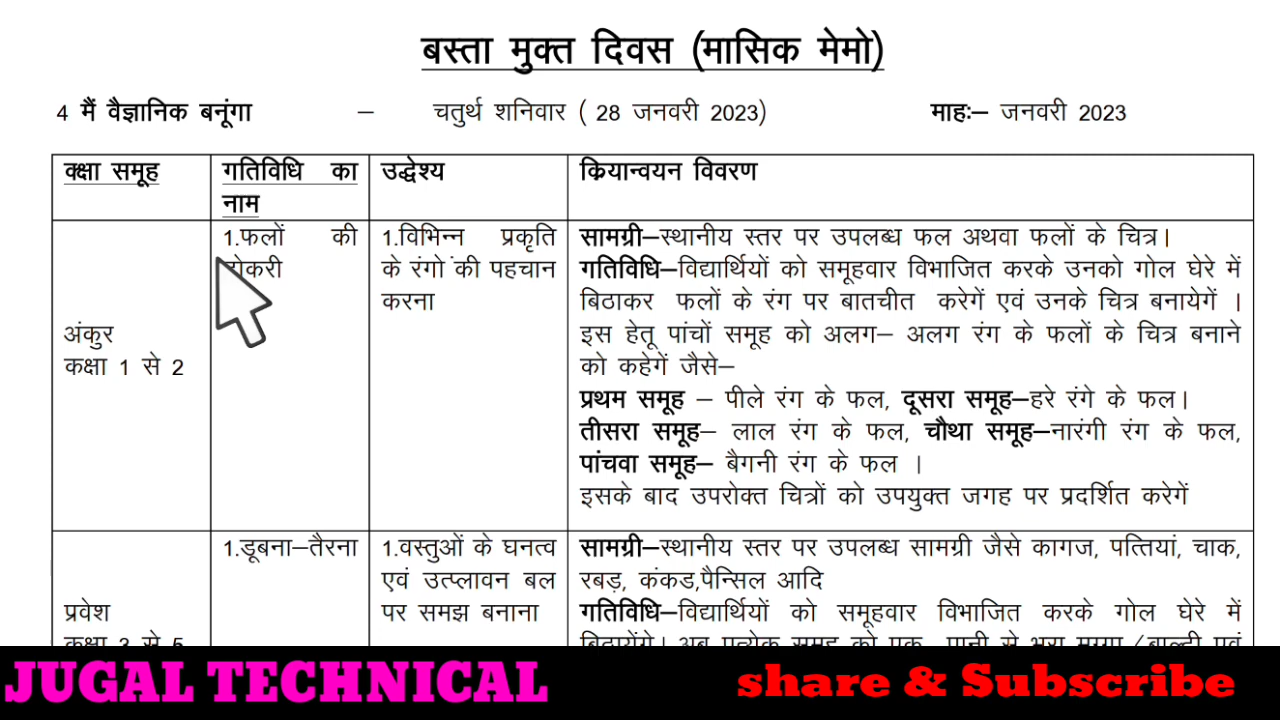 बस्ता मुक्त दिवस (मासिक मेमो)
4 मैं वैज्ञानिक बनूंगा – चतुर्थ शनिवार ( 28 जनवरी 2023) माहः– जनवरी 2023
कक्षा समूह
गतिविधि का
नाम
उद्धेश्य
कियान्वयन विवरण
अंकुर
कक्षा 1 से 2
1.फलों की
1.विभिन्न प्रकृति
के रंगो की पहचान
करना
सामग्री–स्थानीय स्तर पर उपलब्ध फल अथवा फलों के चित्र।
गतिविधि–विद्यार्थियों को समूहवार विभाजित करके उनको गोल घेरे में
बिठाकर फलों के रंग पर बातचीत करेगें एवं उनके चित्र बनायेगें ।
इस हेतू पांचों समूह को अलग– अलग रंग के फलों के चित्र बनाने
को कहेगें जैसे–
प्रथम समूह – पीले रंग के फल, दूसरा समूह–हरे रंगे के फल।
तीसरा समूह– लाल रंग के फल, चौथा समूह–नारंगी रंग के फल,
पांचवा समूह– बैगनी रंग के फल ।
इसके बाद उपरोक्त चित्रों को उपयुक्त जगह पर प्रदर्शित करेगें
प्रवेश
कक्षा 3 से 5
1.डूबना–तैरना
1.वस्तुओं के घनत्व
एवं उत्प्लावन बल
पर समझ बनाना
सामग्री–स्थानीय स्तर पर उपलब्ध सामग्री जैसे कागज, पत्तियां, चाक,
रबड़, कंकड,पैन्सिल आदि
गतिविधि–विद्यार्थियों को समूहवार विभाजित करके गोल घेरे में
JUGAL TECHNICAL
share & Subscribe